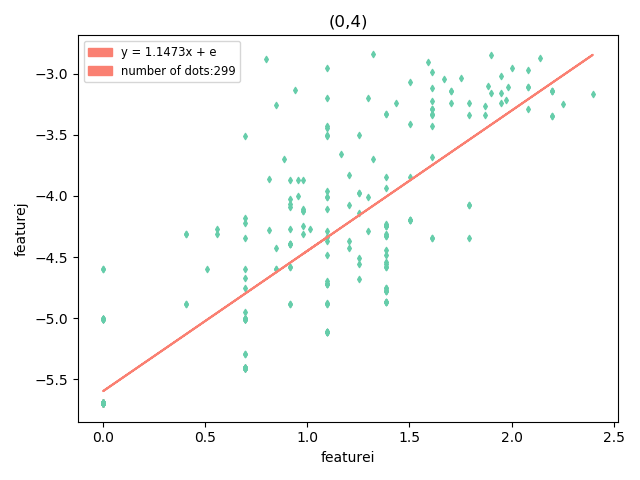 (0,4)
y = 1.1473x + e
number of dots:299
−3.0
−3.5
−4.0
−4.5
−5.0
−5.5
featurej
0.0 0.5 1.0 1.5 2.0 2.5
featurei